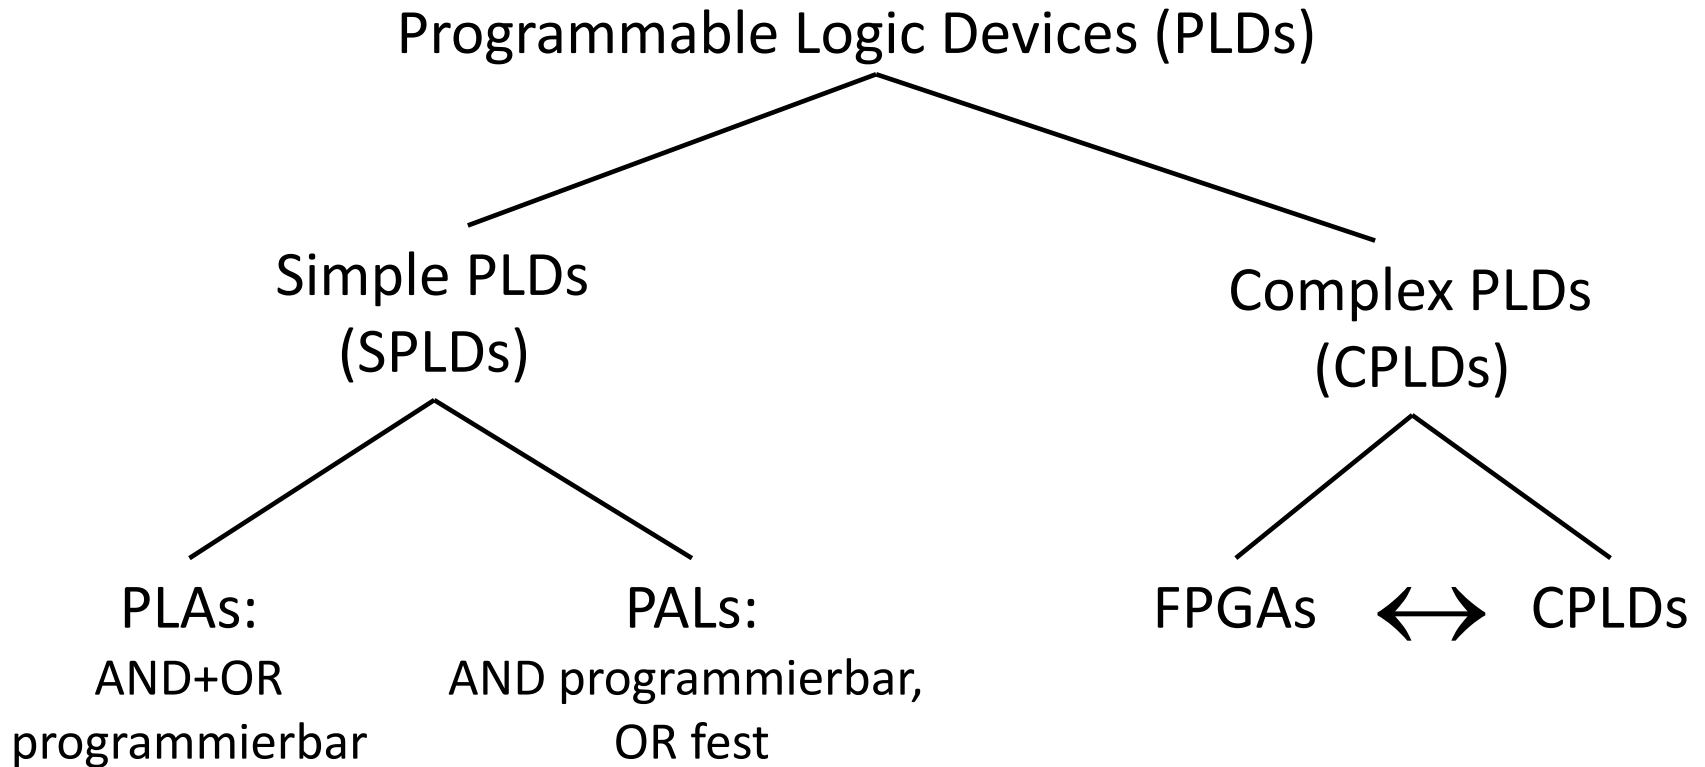 Programmable Logic Devices (PLDs)
Simple PLDs
(SPLDs)
Complex PLDs
(CPLDs)
PLAs:
AND+OR
programmierbar
PALs:
AND programmierbar,
OR fest
FPGAs
CPLDs